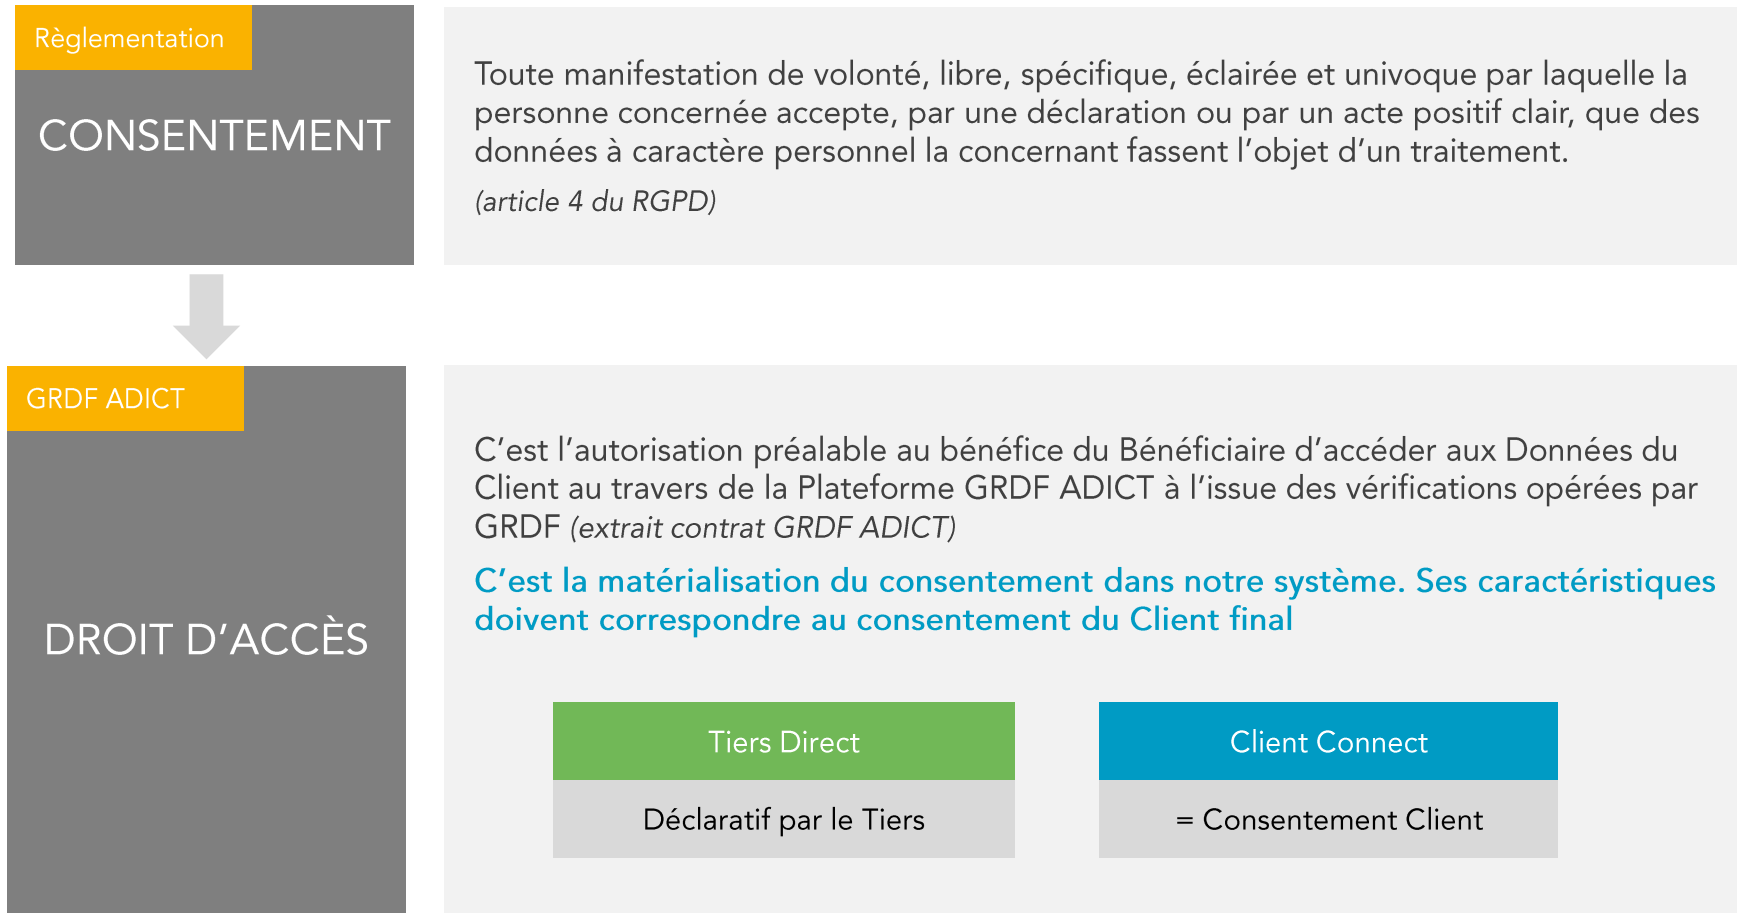 Règlementation
CONSENTEMENT
Toute manifestation de volonté, libre, spécifique, éclairée et univoque par laquelle la
personne concernée accepte, par une déclaration ou par un acte positif clair, que des
données à caractère personnel la concernant fassent l’objet d’un traitement.
(article 4 du RGPD)
GRDF ADICT
DROIT D’ACCÈS
C’est l’autorisation préalable au bénéfice du Bénéficiaire d’accéder aux Données du
Client au travers de la Plateforme GRDF ADICT à l’issue des vérifications opérées par
GRDF (extrait contrat GRDF ADICT)
C’est la matérialisation du consentement dans notre système. Ses caractéristiques
doivent correspondre au consentement du Client final
Tiers Direct
Déclaratif par le Tiers
Client Connect
= Consentement Client